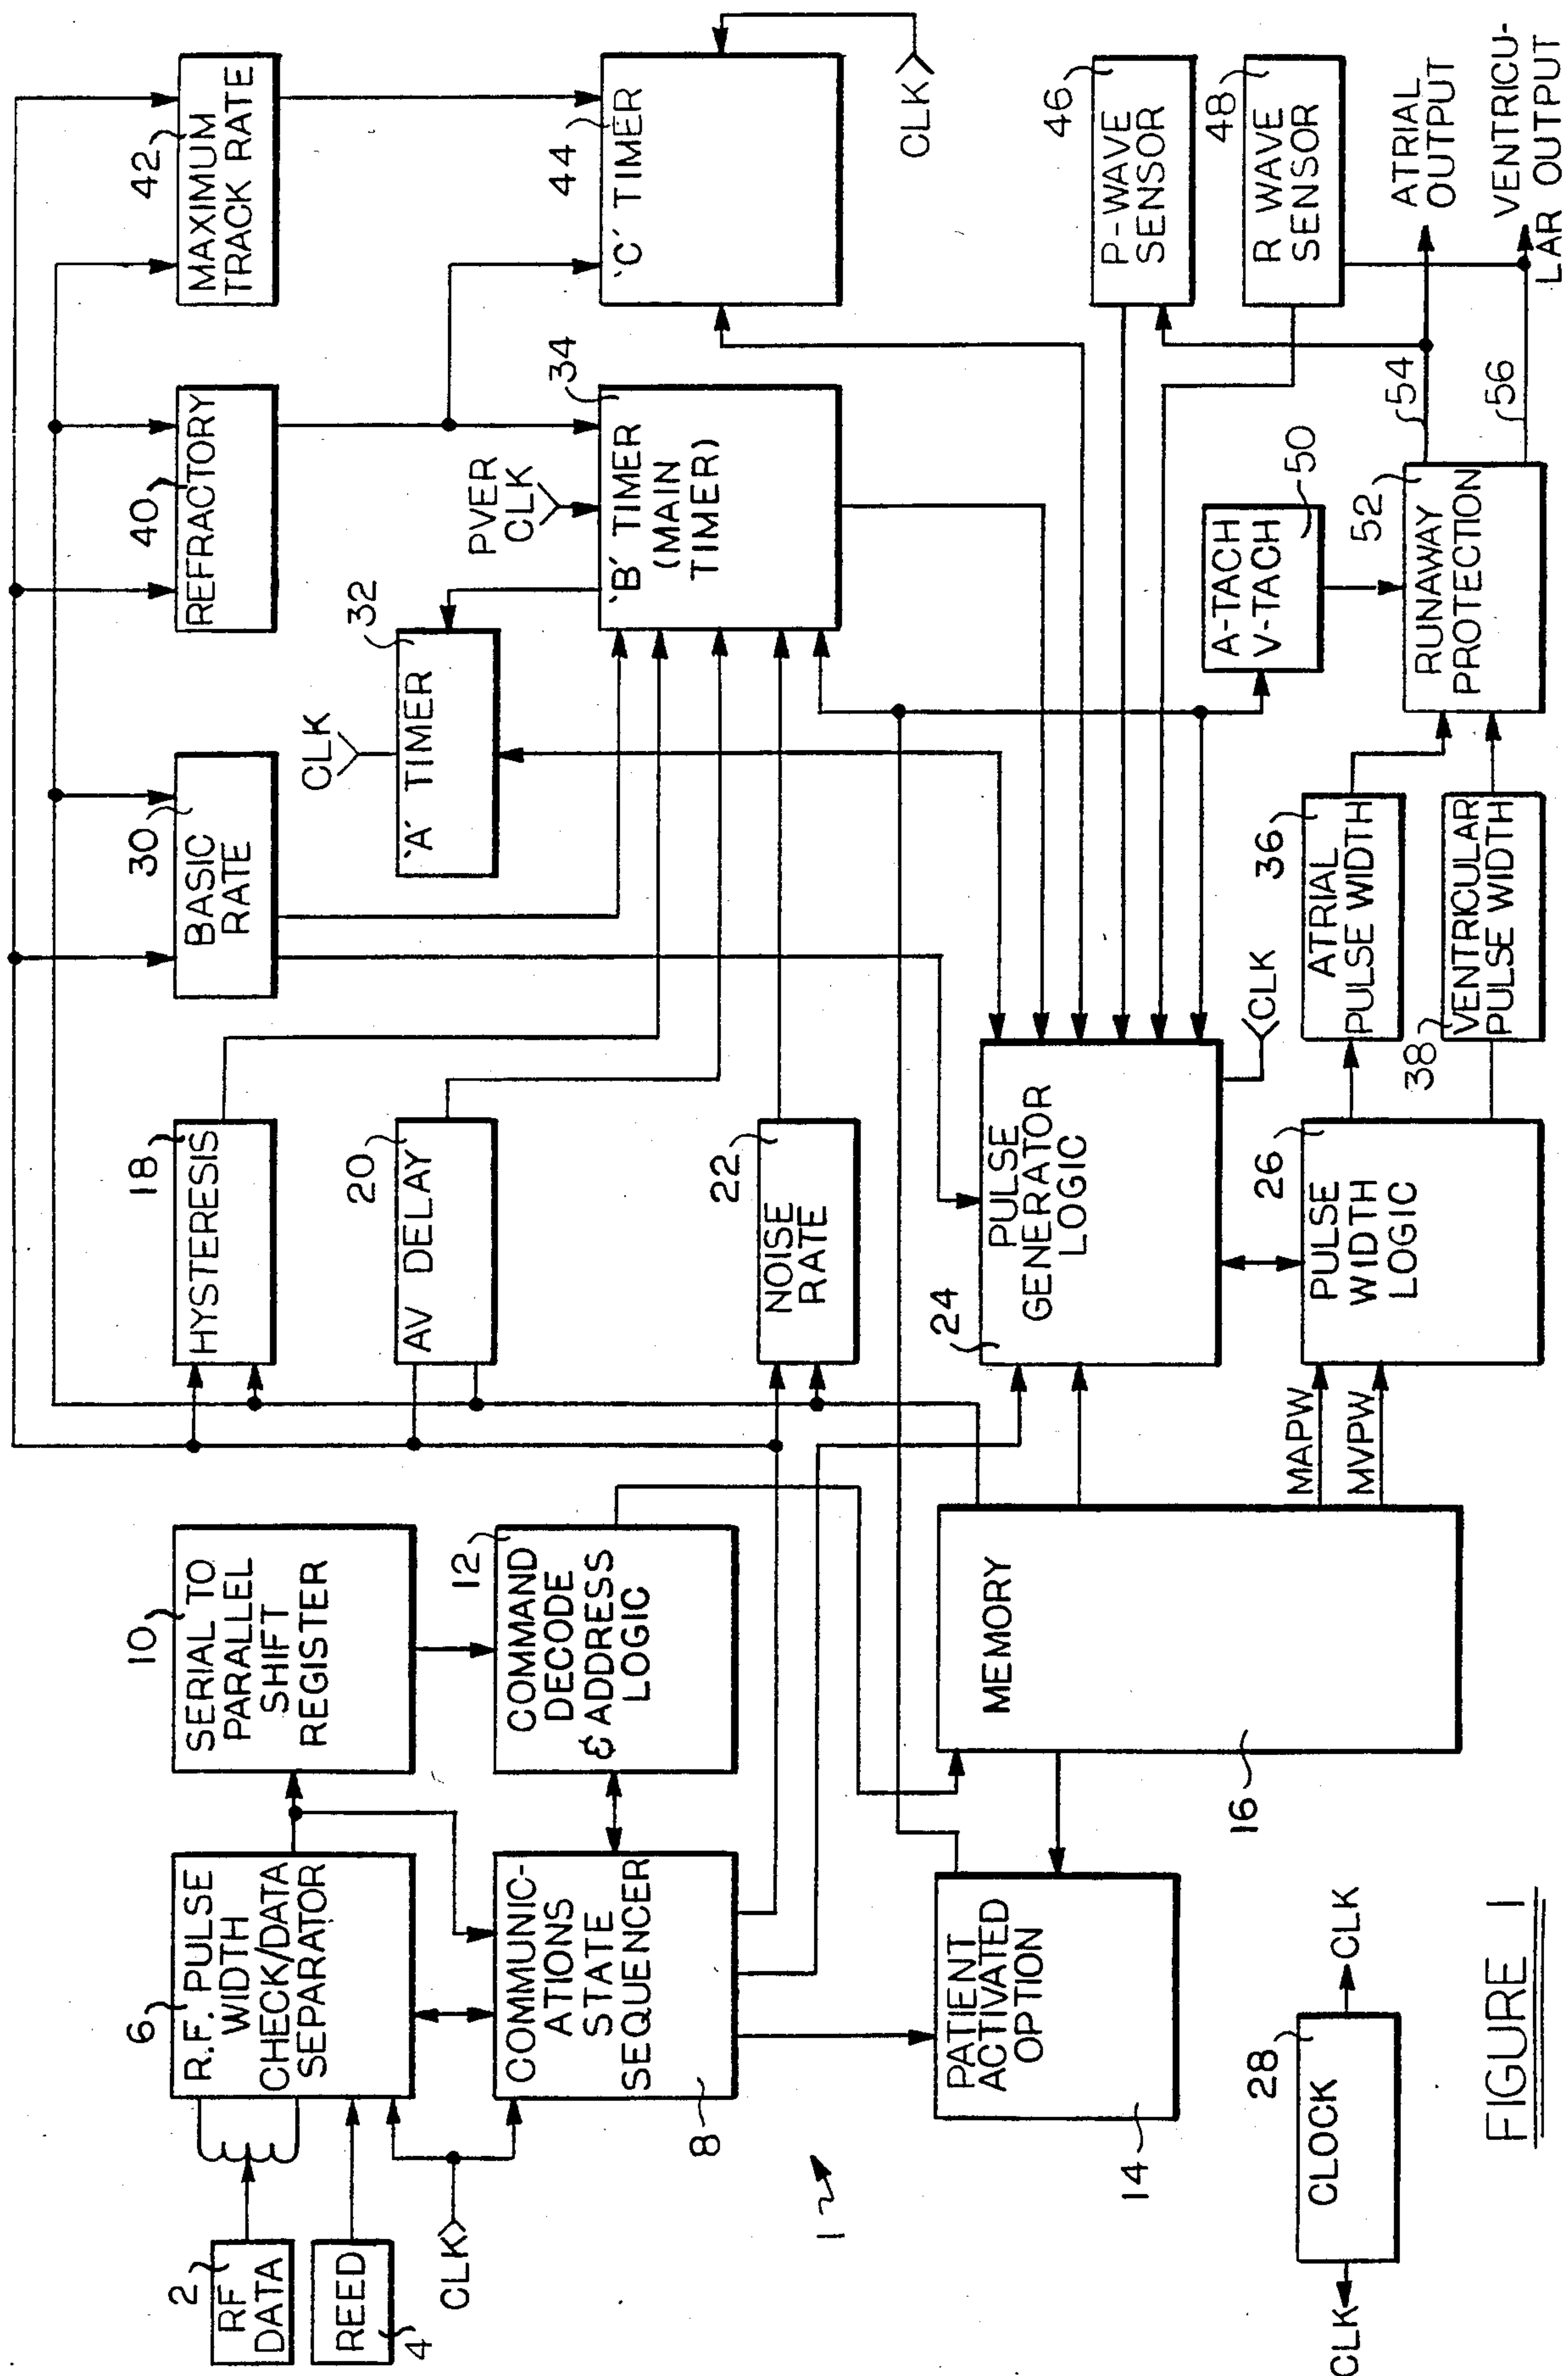 2
RF
DATA
REED
4
CLK
6
R.F. PULSE
WIDTH
CHECK/DATA
SEPARATOR
COMMUNIC-
ATIONS
STATE
SEQUENCER
8
10
SERIAL TO
PARALLEL
SHIFT
REGISTER
12
COMMAND
DECODE
& ADDRESS
LOGIC
1
PATIENT
ACTIVATED
OPTION
14
MEMORY
16
MAPW
MVPW
18
HYSTERESIS
20
AV DELAY
22
NOISE
RATE
24
PULSE
GENERATOR
LOGIC
CLK
26
PULSE
WIDTH
LOGIC
28
CLOCK
CLK
CLK
30
BASIC
RATE
CLK
32
'A' TIMER
PVER
CLK
34
'B' TIMER
(MAIN
TIMER)
36
ATRIAL
PULSE WIDTH
38
VENTRICULAR
PULSE WIDTH
40
REFRACTORY
42
MAXIMUM
TRACK RATE
44
'C' TIMER
CLK
46
P-WAVE
SENSOR
48
R WAVE
SENSOR
A-TACH
V-TACH
50
52
RUNAWAY
PROTECTION
54
56
ATRIAL
OUTPUT
VENTRICU-
LAR OUTPUT
FIGURE 1